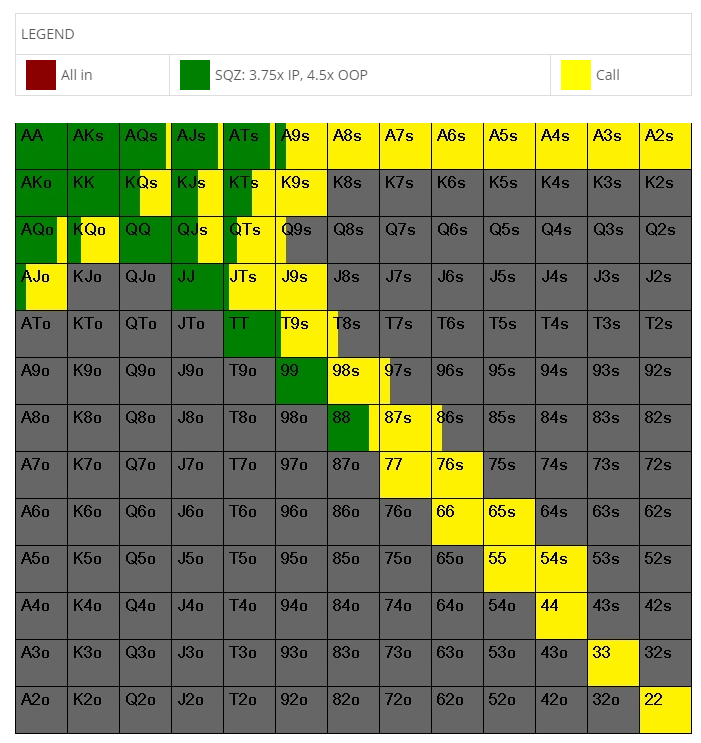 LEGEND
All in SQZ: 3.75x IP, 4.5x OOP Call
AA AKs AQs AJs ATs A9s A8s A7s A6s A5s A4s A3s A2s
AKo KK KQs KJs KTs K9s K8s K7s K6s K5s K4s K3s K2s
AQo KQo QQ QJs QTs Q9s Q8s Q7s Q6s Q5s Q4s Q3s Q2s
AJo KJo QJo JJ JTs J9s J8s J7s J6s J5s J4s J3s J2s
ATo KTo QTo JTo TT T9s T8s T7s T6s T5s T4s T3s T2s
A9o K9o Q9o J9o T9o 99 98s 97s 96s 95s 94s 93s 92s
A8o K8o Q8o J8o T8o 98o 88 87s 86s 85s 84s 83s 82s
A7o K7o Q7o J7o T7o 97o 87o 77 76s 75s 74s 73s 72s
A6o K6o Q6o J6o T6o 96o 86o 76o 66 65s 64s 63s 62s
A5o K5o Q5o J5o T5o 95o 85o 75o 65o 55 54s 53s 52s
A4o K4o Q4o J4o T4o 94o 84o 74o 64o 54o 44 43s 42s
A3o K3o Q3o J3o T3o 93o 83o 73o 63o 53o 43o 33 32s
A2o K2o Q2o J2o T2o 92o 82o 72o 62o 52o 42o 32o 22